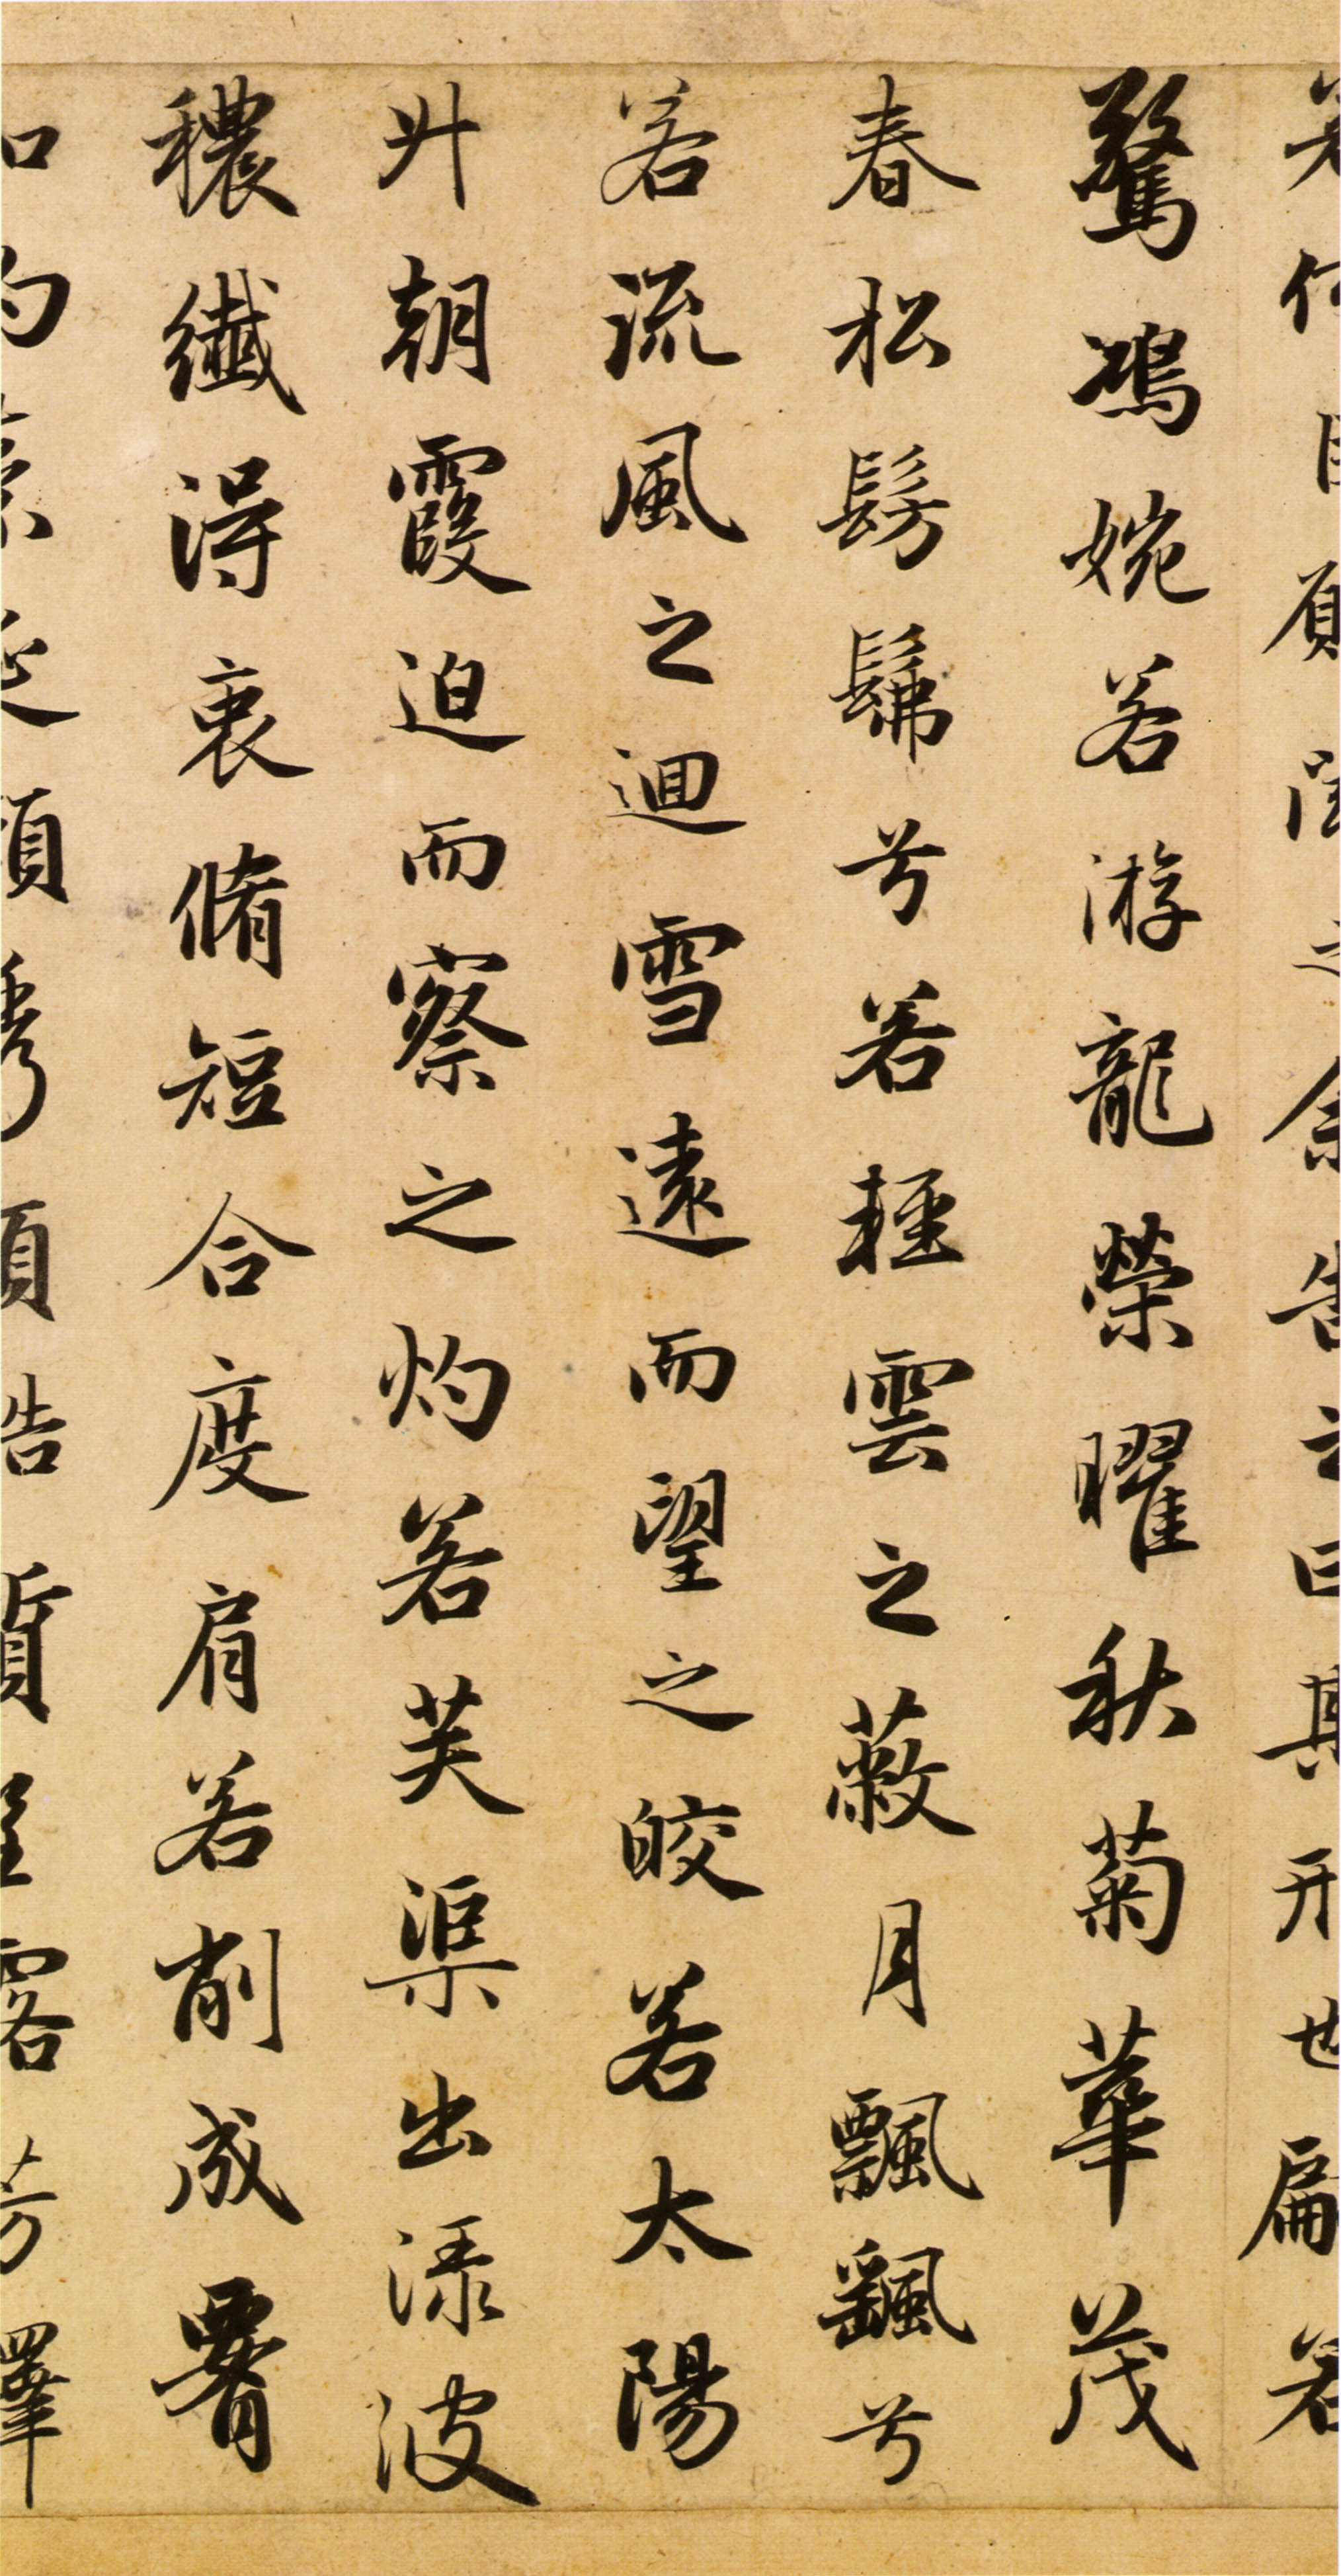 若何臣願聞之余告之曰其形也翩若
驚鴻婉若游龍榮曜秋菊華茂
春松髣髴兮若輕雲之蔽月飄颻兮
若流風之迴雪遠而望之皎若太陽
升朝霞迫而察之灼若芙渠出淥波
穠纖得衷脩短合度肩若削成腰
如約素延頸秀項皓質呈露芳澤